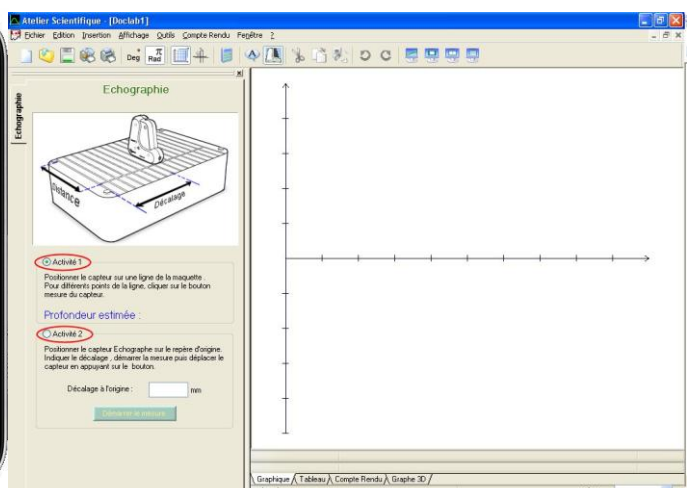 Atelier Scientifique - [Doclab1]
Fichier Edition Insertion Affichage Outils Compte Rendu Fenêtre ?
Deg π Rad
Echographie
Echographie
Distance
Décalage
Activité 1
Positionner le capteur sur une ligne de la maquette .
Pour différents points de la ligne, cliquer sur le bouton
mesure du capteur.
Profondeur estimée :
Activité 2
Positionner le capteur Echographe sur le repère d'origine.
Indiquer le décalage , démarrer la mesure puis déplacer le
capteur en appuyant sur le bouton.
Décalage à l'origine : mm
Démarrer la mesure
Graphique Tableau Compte Rendu Graphe 3D